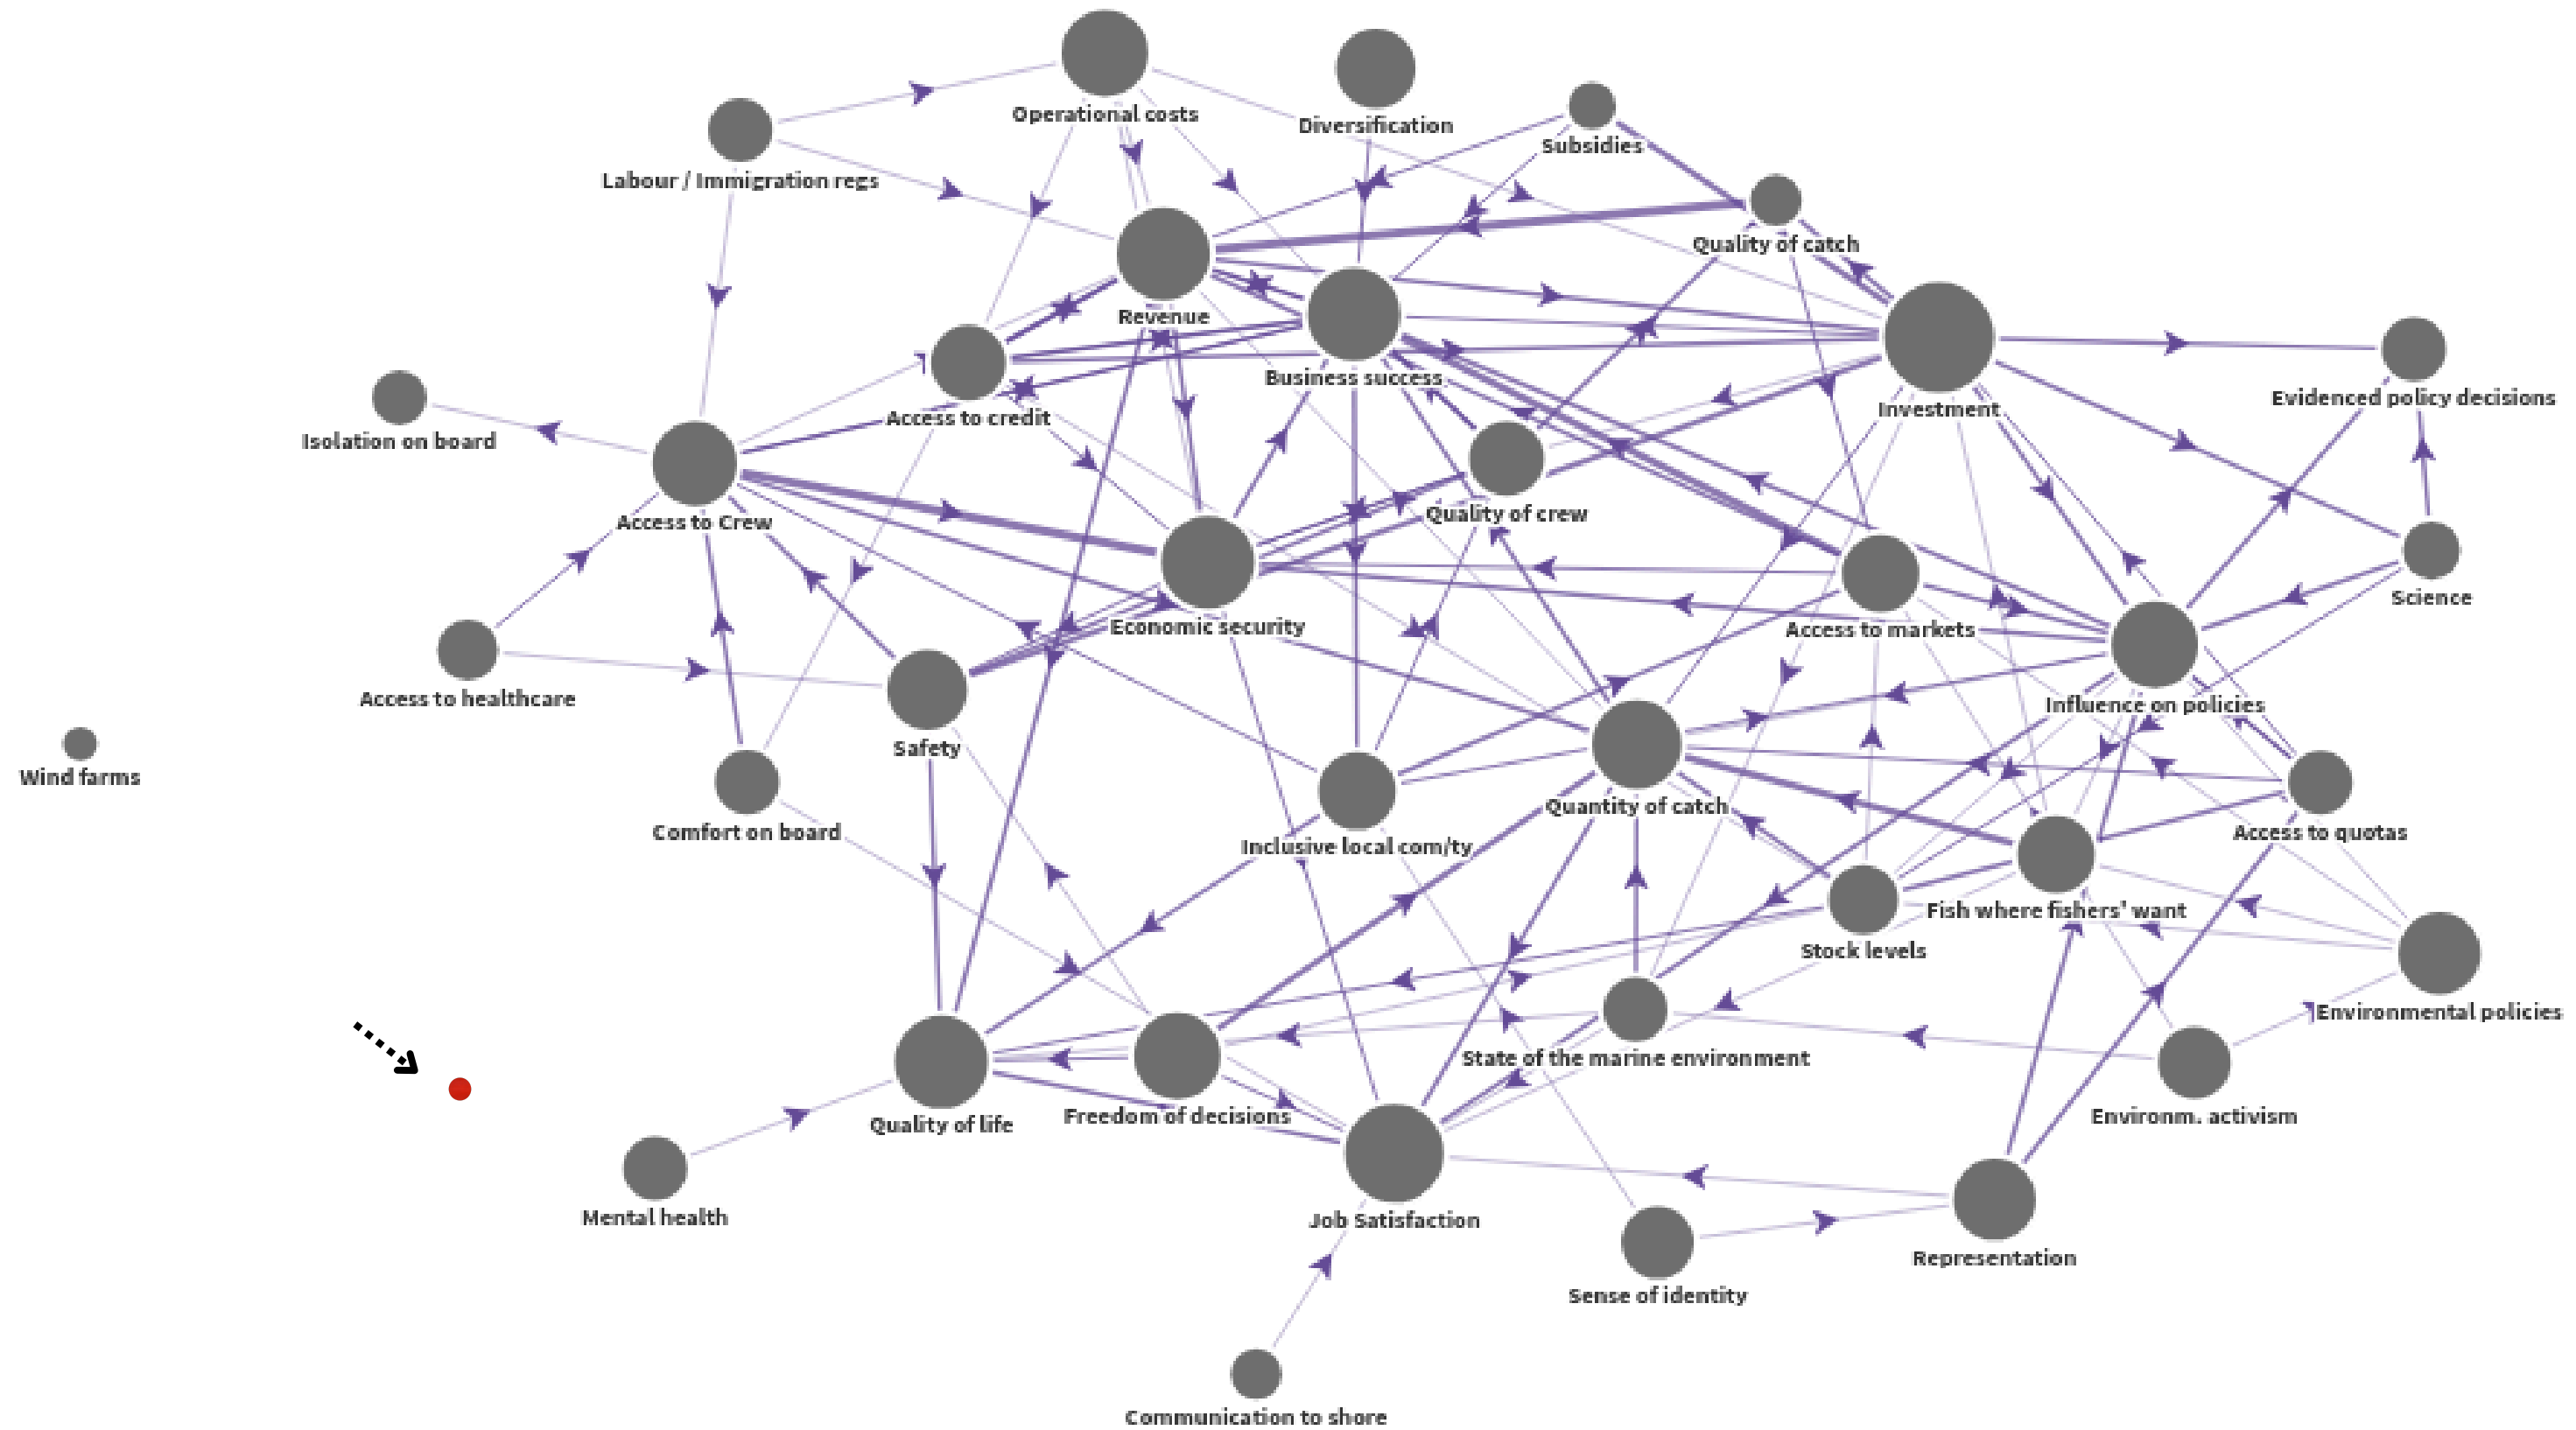 Operational costs
Diversification
Subsidies
Labour / Immigration regs
Quality of catch
Revenue
Business success
Access to credit
Investment
Evidenced policy decisions
Isolation on board
Access to Crew
Quality of crew
Science
Economic security
Access to markets
Access to healthcare
Influence on policies
Safety
Wind farms
Comfort on board
Inclusive local com/ty
Quantity of catch
Access to quotas
Fish where fishers' want
Stock levels
Environmental policies
State of the marine environment
Quality of life
Freedom of decisions
Environm. activism
Mental health
Job Satisfaction
Representation
Sense of identity
Communication to shore